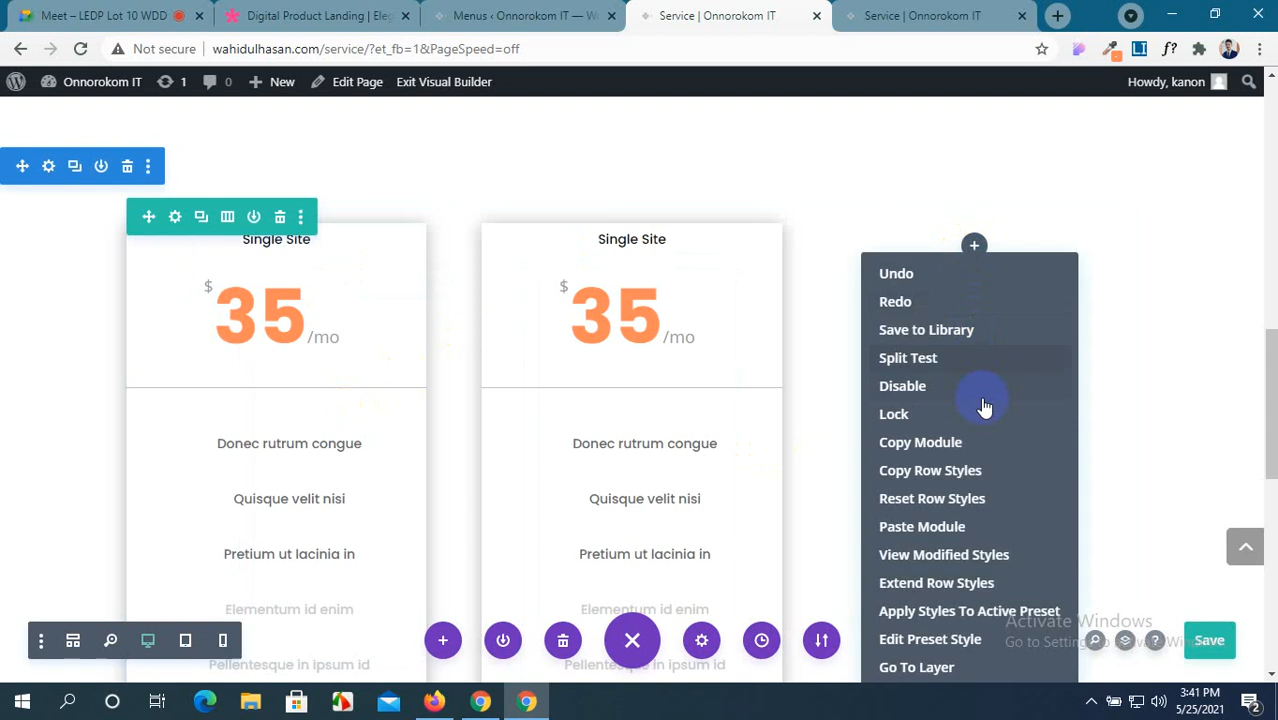 Meet – LEDP Lot 10 WDD
Digital Product Landing | Eleg
Menus ‹ Onnorokom IT — W
Service | Onnorokom IT
Service | Onnorokom IT
Not secure
wahidulhasan.com/service/?et_fb=1&PageSpeed=off
Onnorokom IT
1
0
New
Edit Page
Exit Visual Builder
Howdy, kanon
Single Site
$
35
/mo
Single Site
$
35
/mo
Donec rutrum congue
Quisque velit nisi
Pretium ut lacinia in
Elementum id enim
Pellentesque in ipsum id
Donec rutrum congue
Quisque velit nisi
Pretium ut lacinia in
Elementum id enim
Pellentesque in ipsum id
Undo
Redo
Save to Library
Split Test
Disable
Lock
Copy Module
Copy Row Styles
Reset Row Styles
Paste Module
View Modified Styles
Extend Row Styles
Apply Styles To Active Preset
Edit Preset Style
Go To Layer
Activate Windows
Save
3:41 PM
5/25/2021
2